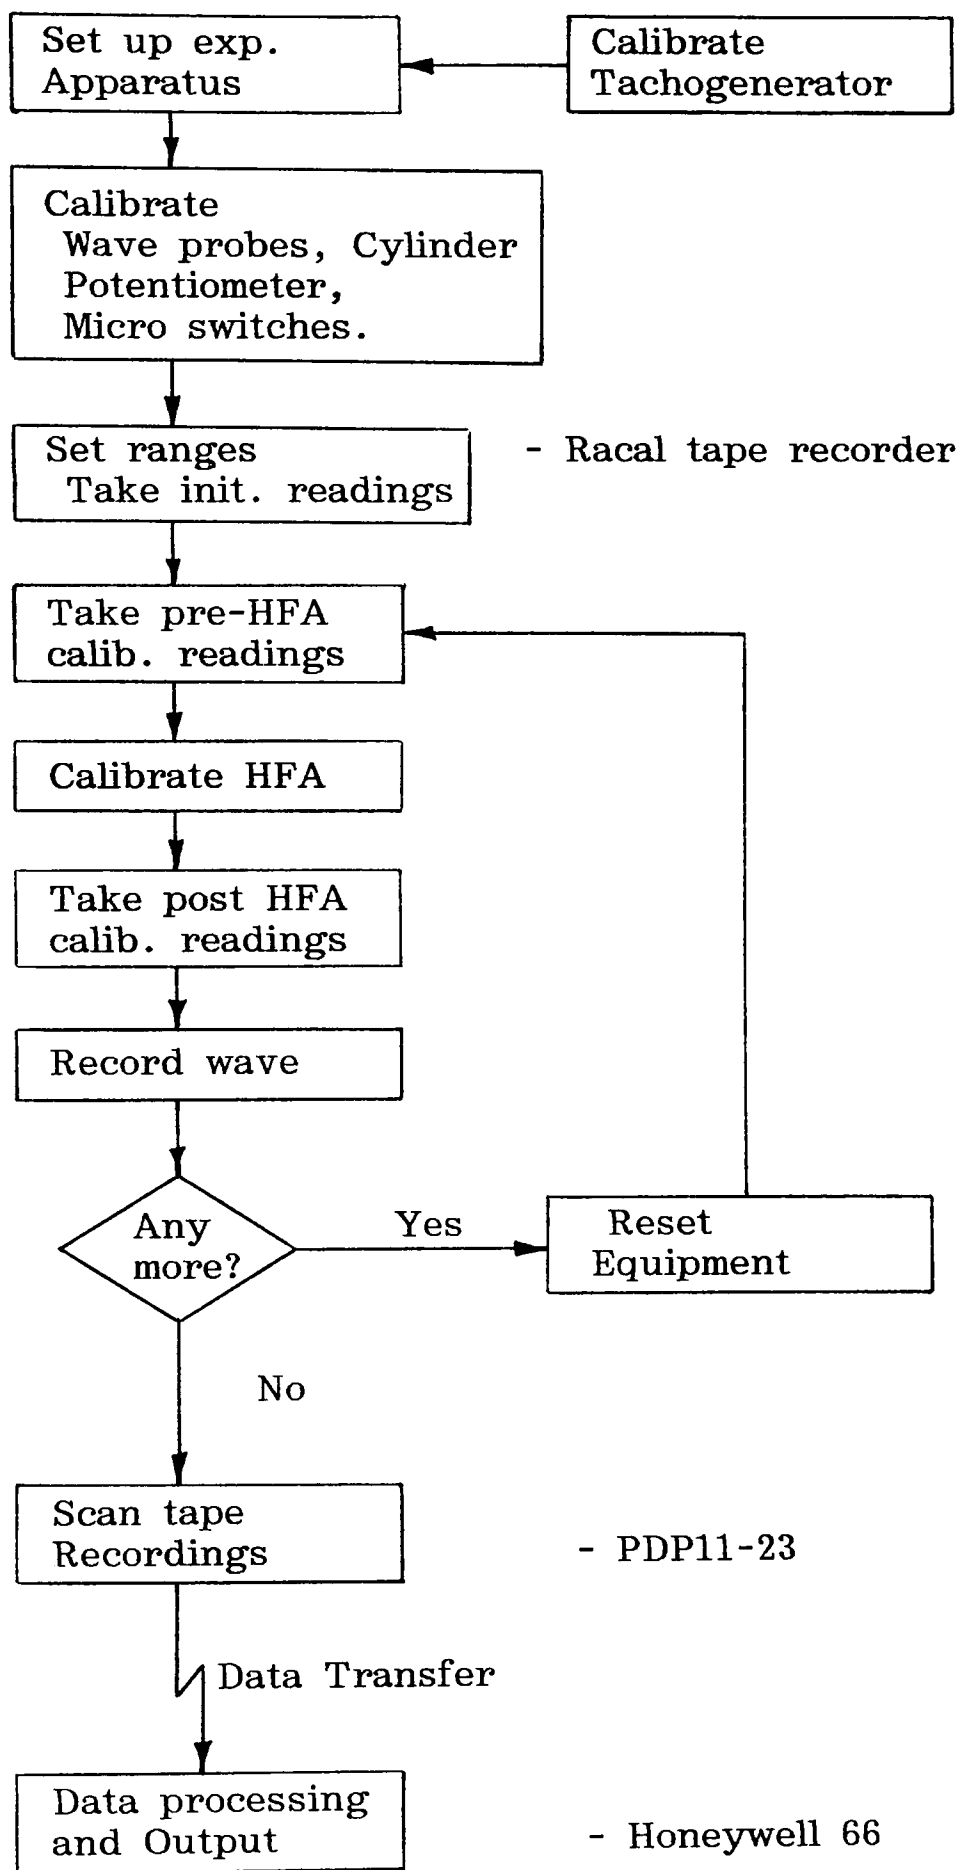 Set up exp.
Apparatus
Calibrate
Tachogenerator
Calibrate
Wave probes, Cylinder
Potentiometer,
Micro switches.
Set ranges
Take init. readings
- Racal tape recorder
Take pre-HFA
calib. readings
Calibrate HFA
Take post HFA
calib. readings
Record wave
Any
more?
Yes
Reset
Equipment
No
Scan tape
Recordings
- PDP11-23
Data Transfer
Data processing
and Output
- Honeywell 66